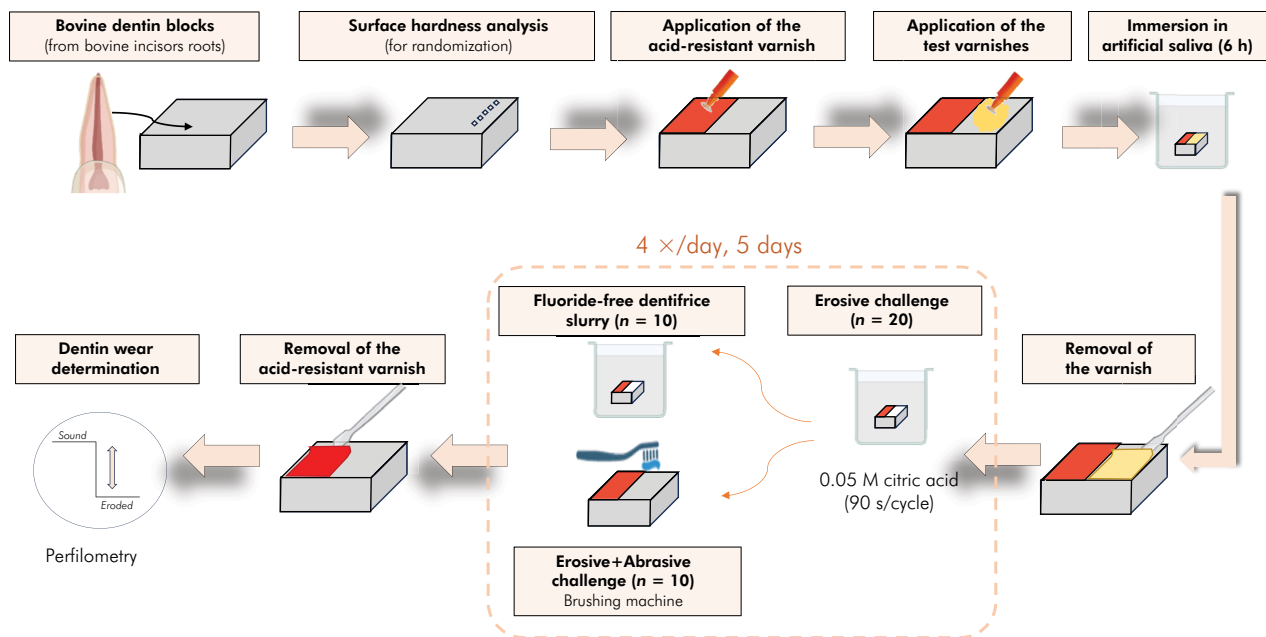 Bovine dentin blocks
(from bovine incisors roots)
Surface hardness analysis
(for randomization)
Application of the
acid-resistant varnish
Application of the
test varnishes
Immersion in
artificial saliva (6 h)
4 ×/day, 5 days
Removal of
the varnish
Erosive challenge
(n = 20)
0.05 M citric acid
(90 s/cycle)
Fluoride-free dentifrice
slurry (n = 10)
Erosive+Abrasive
challenge (n = 10)
Brushing machine
Removal of the
acid-resistant varnish
Dentin wear
determination
Sound
Eroded
Perfilometry